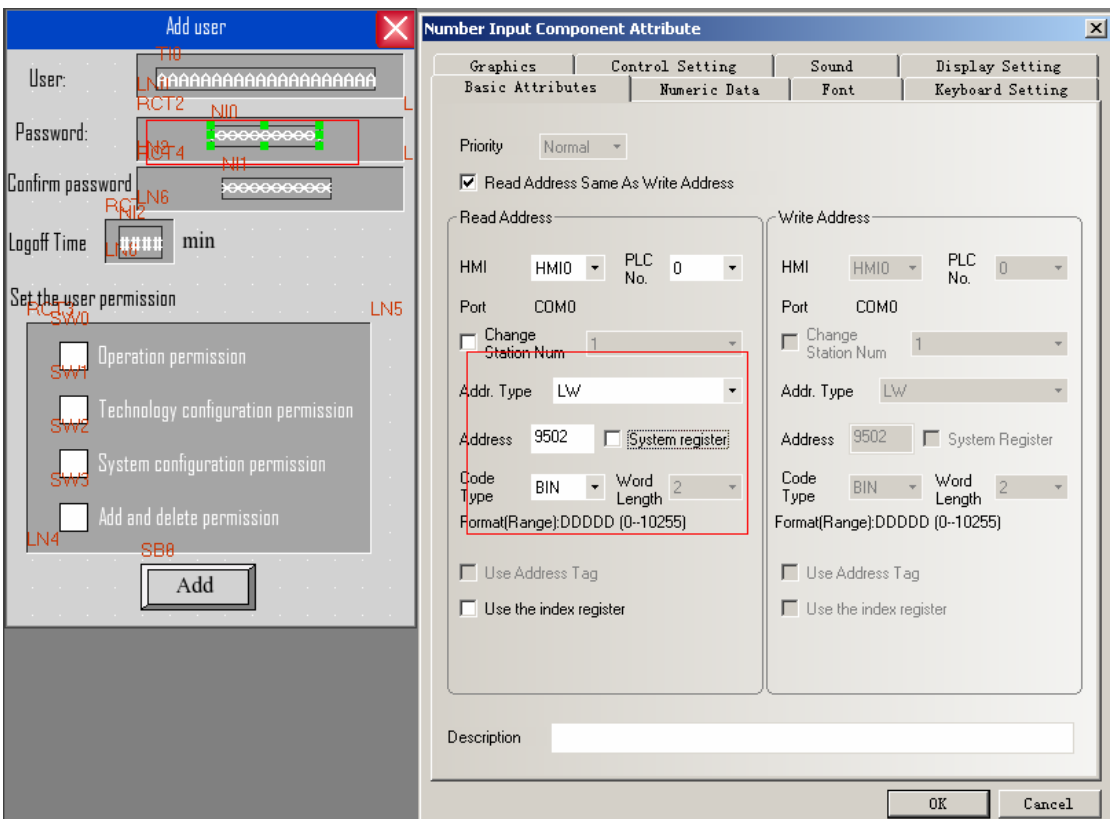 Add user
TI0
User:
AAAAAAAAAAAAAAAAAAAA
RCT2
L
NI0
Password:
RCT4
L
NI1
Confirm password
LN6
NI2
Logoff Time
####
min
Set the user permission
RCT3
LN5
SW0
Operation permission
SW1
Technology configuration permission
SW2
System configuration permission
SW3
Add and delete permission
LN4
SB0
Add
Number Input Component Attribute
Graphics Control Setting Sound Display Setting
Basic Attributes Numeric Data Font Keyboard Setting
Priority Normal
Read Address Same As Write Address
Read Address
HMI HMI0 PLC No. 0
Port COM0
Change Station Num 1
Addr. Type LW
Address 9502 System register
Code Type BIN Word Length 2
Format(Range):DDDDD (0--10255)
Use Address Tag
Use the index register
Write Address
HMI HMI0 PLC No. 0
Port COM0
Change Station Num 1
Addr. Type LW
Address 9502 System Register
Code Type BIN Word Length 2
Format(Range):DDDDD (0--10255)
Use Address Tag
Use the index register
Description
OK Cancel